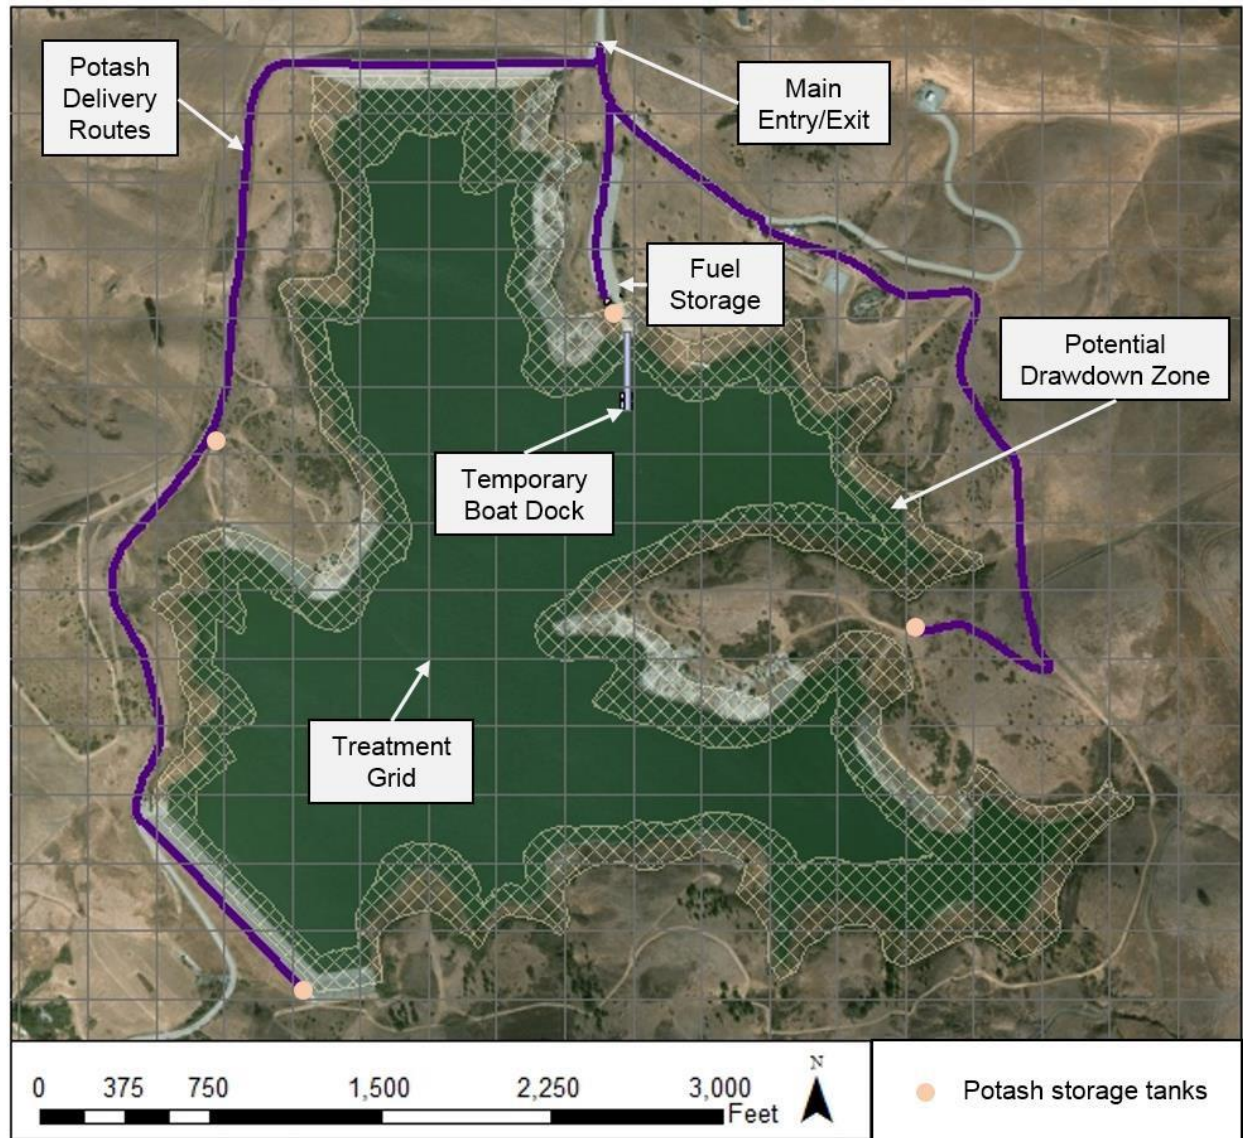 Potash
Delivery
Routes
Main
Entry/Exit
Fuel
Storage
Potential
Drawdown Zone
Temporary
Boat Dock
Treatment
Grid
0 375 750 1,500 2,250 3,000
Feet
N
Potash storage tanks